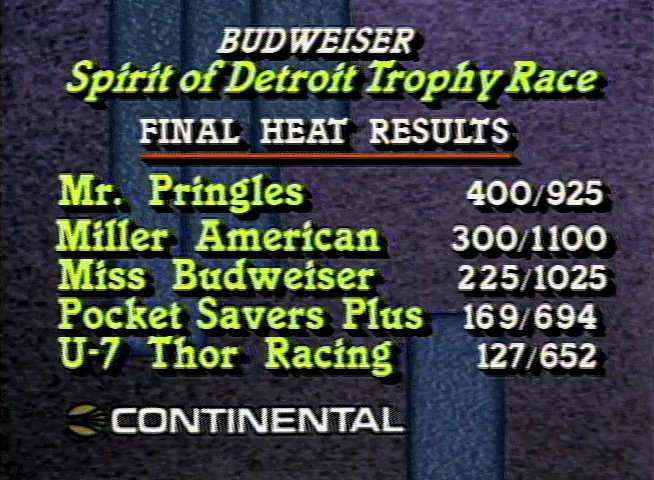 BUDWEISER
Spirit of Detroit Trophy Race
FINAL HEAT RESULTS
Mr. Pringles 400/925
Miller American 300/1100
Miss Budweiser 225/1025
Pocket Savers Plus 169/694
U-7 Thor Racing 127/652
CONTINENTAL